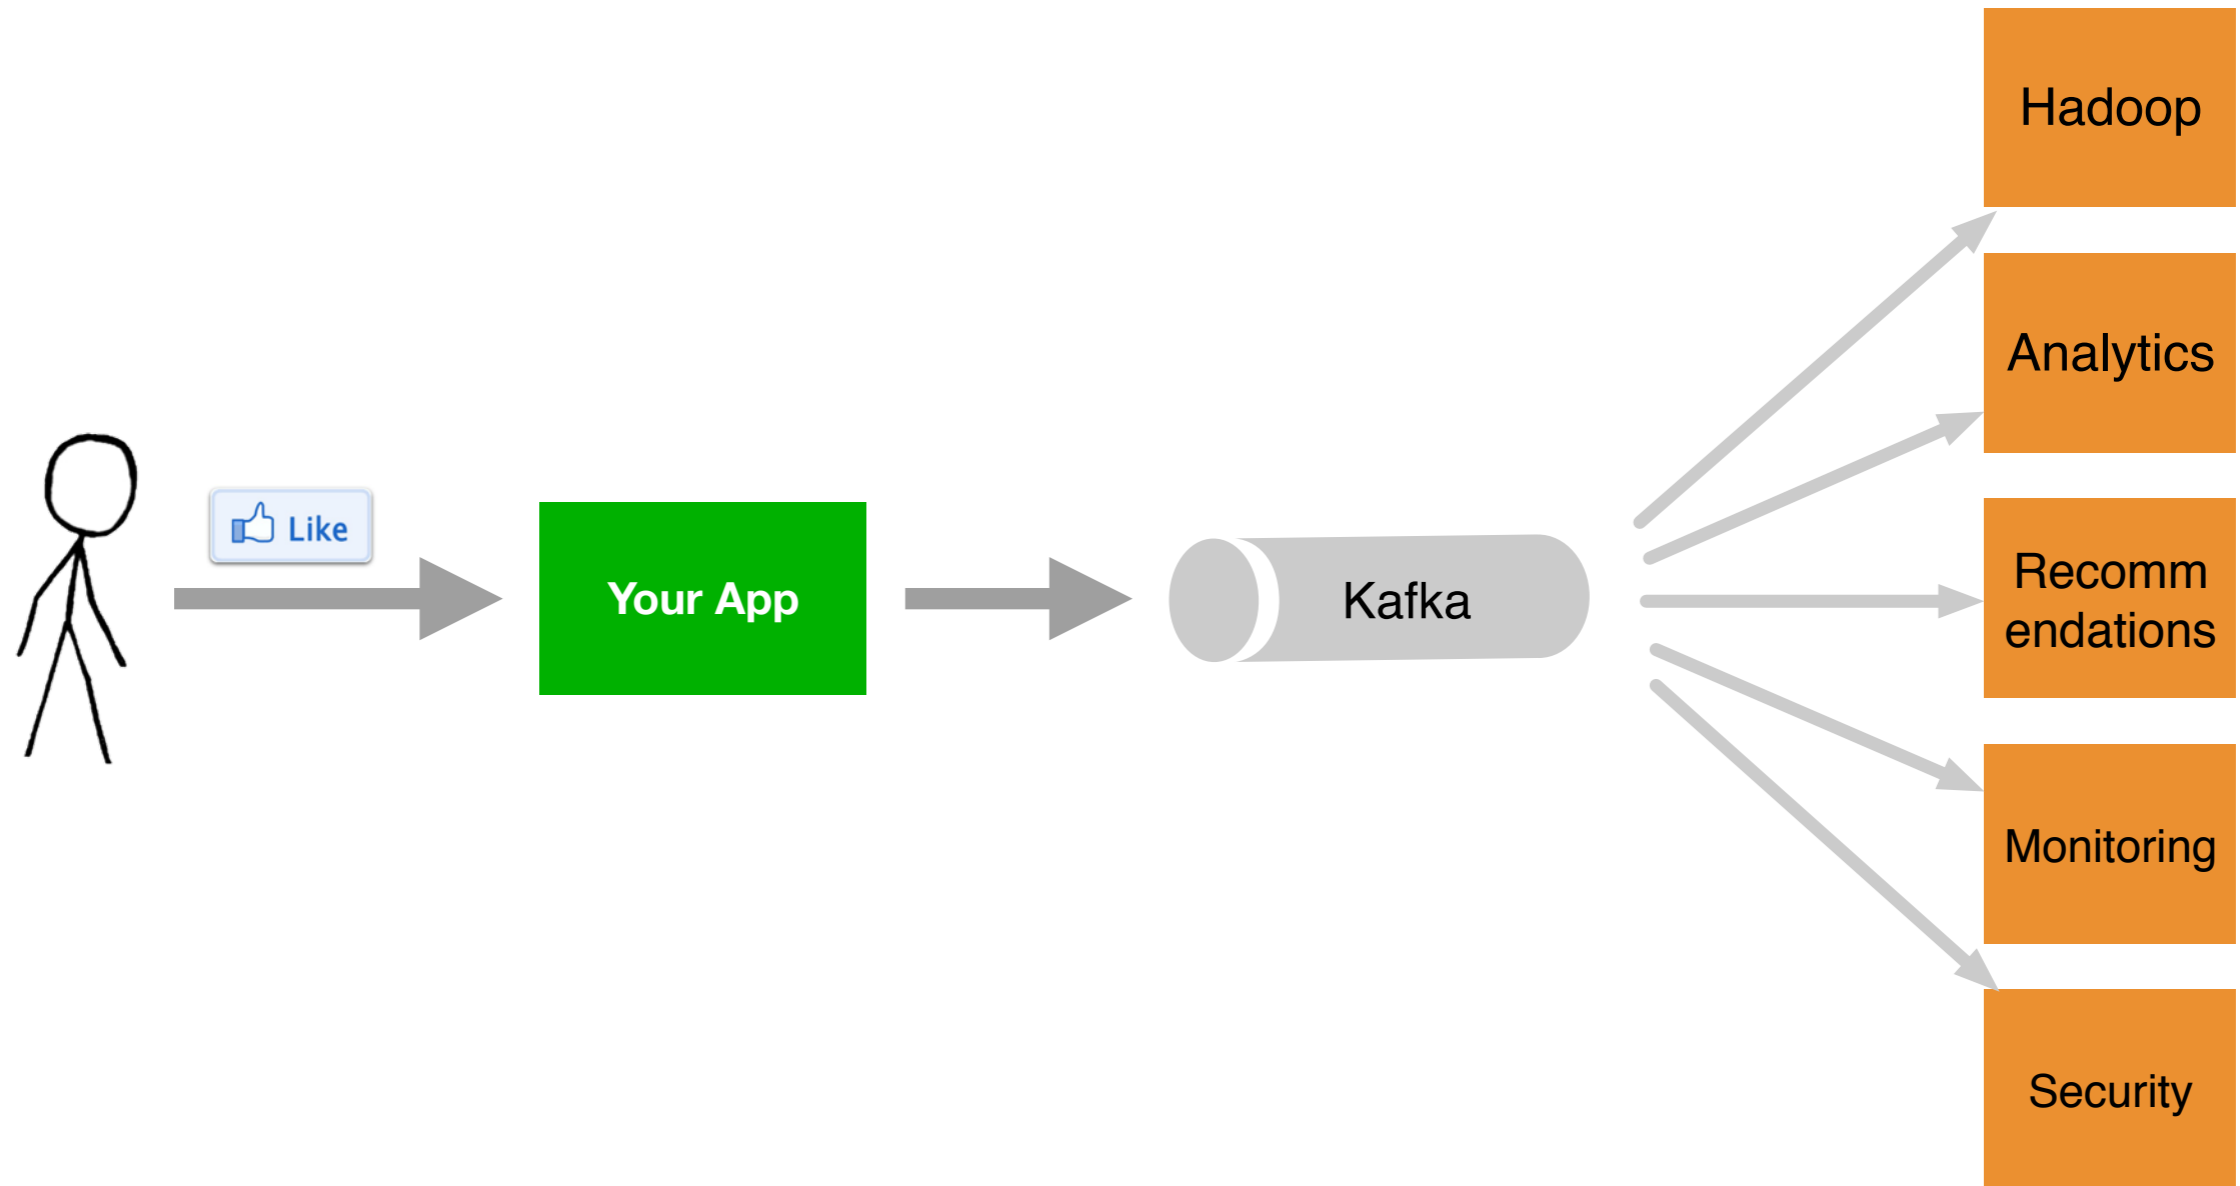 Like
Your App
Kafka
Hadoop
Analytics
Recomm
endations
Monitoring
Security